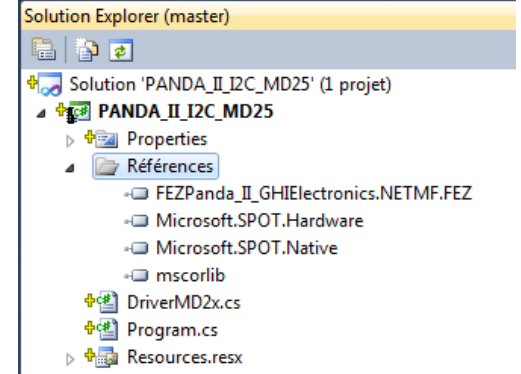 Solution Explorer (master)
Solution 'PANDA_II_I2C_MD25' (1 projet)
PANDA_II_I2C_MD25
Properties
Références
FEZPanda_II_GHIElectronics.NETMF.FEZ
Microsoft.SPOT.Hardware
Microsoft.SPOT.Native
mscorlib
DriverMD2x.cs
Program.cs
Resources.resx